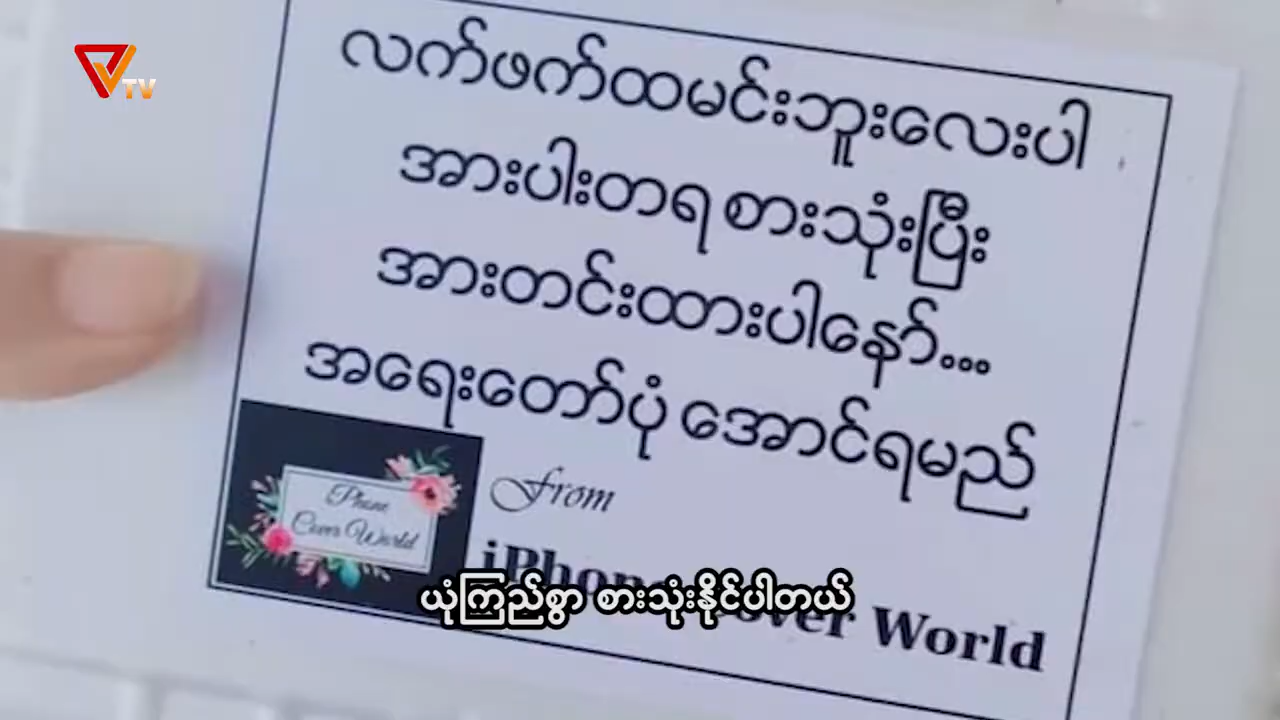 TV
လက်ဖက်ထမင်းဘူးလေးပါ
အားပါးတရ စားသုံးပြီး
အားတင်းထားပါနော်...
အရေးတော်ပုံ အောင်ရမည်
From
Phone
Cover World
iPhone Cover World
ယုံကြည်စွာ စားသုံးနိုင်ပါတယ်